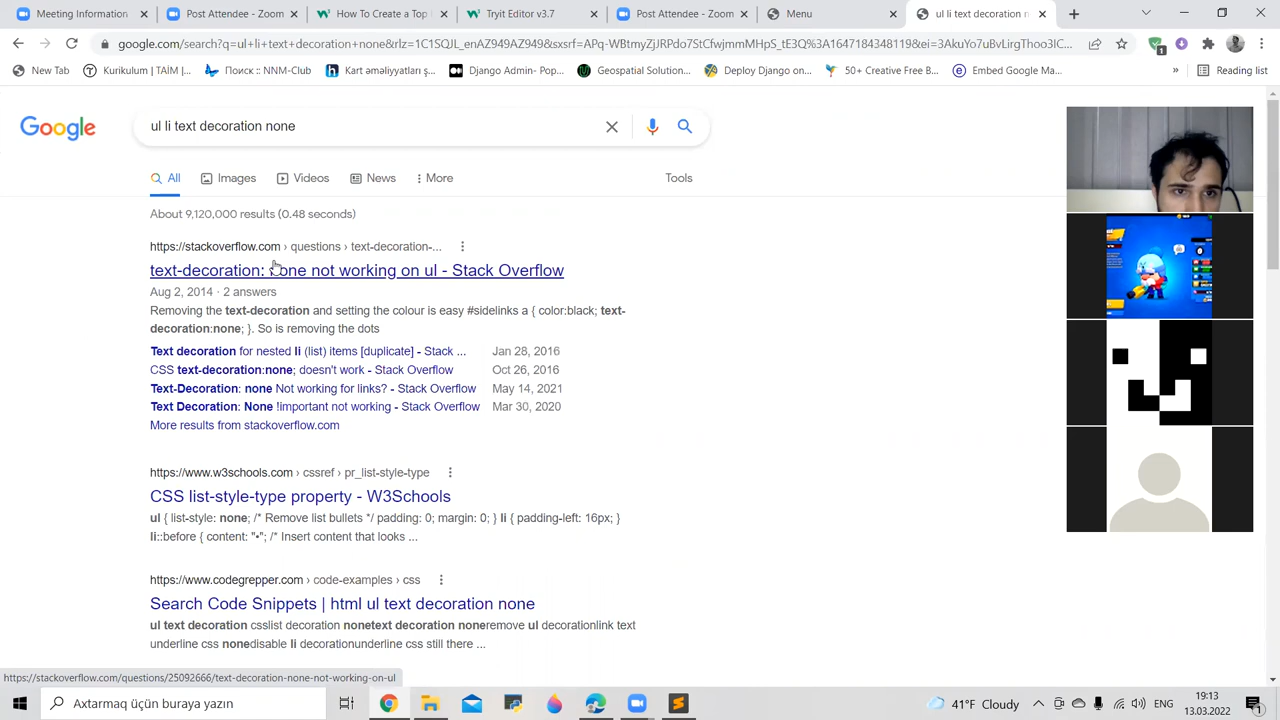 Meeting Information
Post Attendee - Zoom
How To Create a Top
Tryit Editor v3.7
Post Attendee - Zoom
Menu
ul li text decoration n
google.com/search?q=ul+li+text+decoration+none&rlz=1C1SQJ_enAZ949AZ949&sxsrf=APq-WBtmyZjJRPdo7StCfwjmmMHpS_tE3Q%3A1647184349119&ei=3AkuYo7uBvLirgThoo3IC...
New Tab
Kurikulum | TAİM |...
Поиск :: NNM-Club
Kart əməliyyatları ş...
Django Admin- Pop...
Geospatial Solution...
Deploy Django on...
50+ Creative Free B...
Embed Google Ma...
»
Reading list
Google
ul li text decoration none
All
Images
Videos
News
More
Tools
About 9,120,000 results (0.48 seconds)
https://stackoverflow.com › questions › text-decoration-...
text-decoration: none not working on ul - Stack Overflow
Aug 2, 2014 · 2 answers
Removing the text-decoration and setting the colour is easy #sidelinks a { color:black; text-
decoration:none; }. So is removing the dots
Text decoration for nested li (list) items [duplicate] - Stack ... Jan 28, 2016
CSS text-decoration:none; doesn't work - Stack Overflow Oct 26, 2016
Text-Decoration: none Not working for links? - Stack Overflow May 14, 2021
Text Decoration: None !important not working - Stack Overflow Mar 30, 2020
More results from stackoverflow.com
https://www.w3schools.com › cssref › pr_list-style-type
CSS list-style-type property - W3Schools
ul { list-style: none; /* Remove list bullets */ padding: 0; margin: 0; } li { padding-left: 16px; }
li::before { content: "•"; /* Insert content that looks ...
https://www.codegrepper.com › code-examples › css
Search Code Snippets | html ul text decoration none
ul text decoration csslist decoration nonetext decoration noneremove ul decorationlink text
underline css nonedisable li decorationunderline css still there ...
https://stackoverflow.com/questions/25092666/text-decoration-none-not-working-on-ul
Axtarmaq üçün buraya yazın
41°F Cloudy
ENG
19:13
13.03.2022